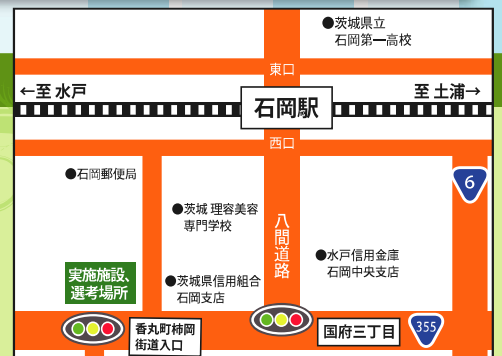 ●茨城県立
石岡第一高校
東口
←至 水戸
至 土浦→
石岡駅
西口
●石岡郵便局
6
●茨城 理容美容
専門学校
八間道路
●水戸信用金庫
石岡中央支店
実施施設、
選考場所
●茨城県信用組合
石岡支店
香丸町柿岡
街道入口
国府三丁目
355